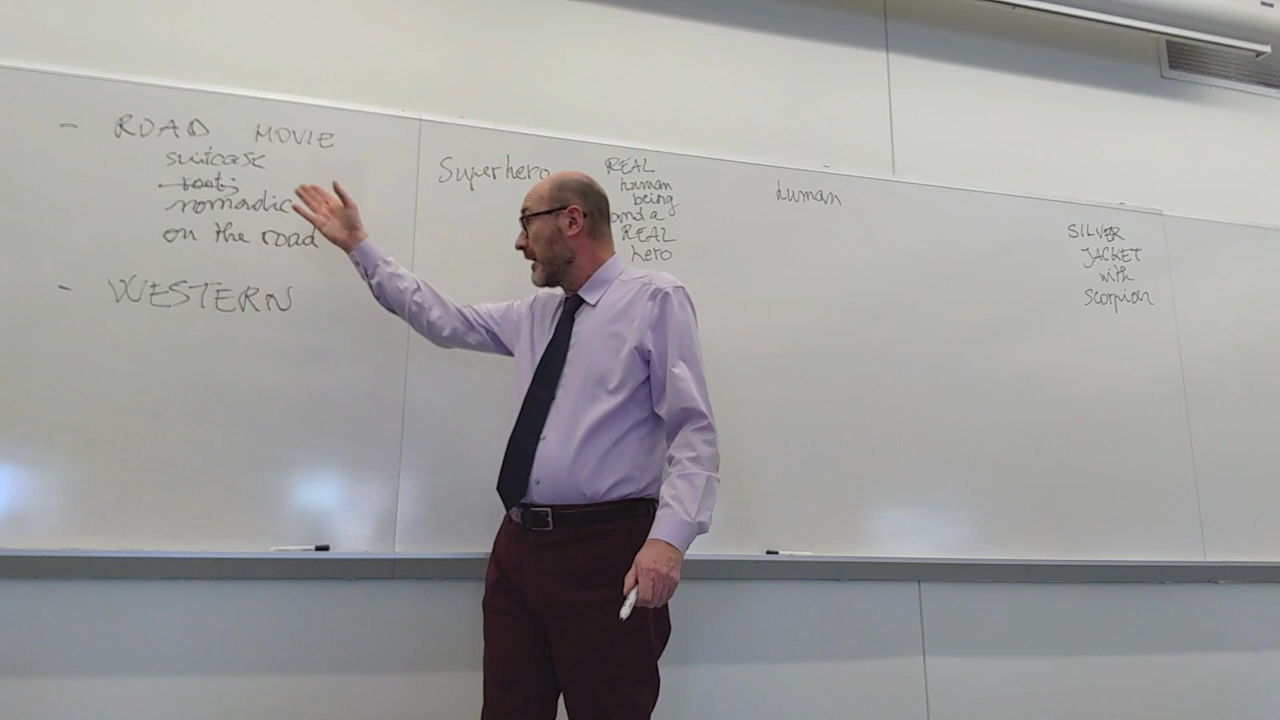 - ROAD MOVIE
suitcase
roots
nomadic
on the road
- WESTERN
Superhero
REAL
human
being
and a
REAL
hero
human
SILVER
JACKET
with
scorpion